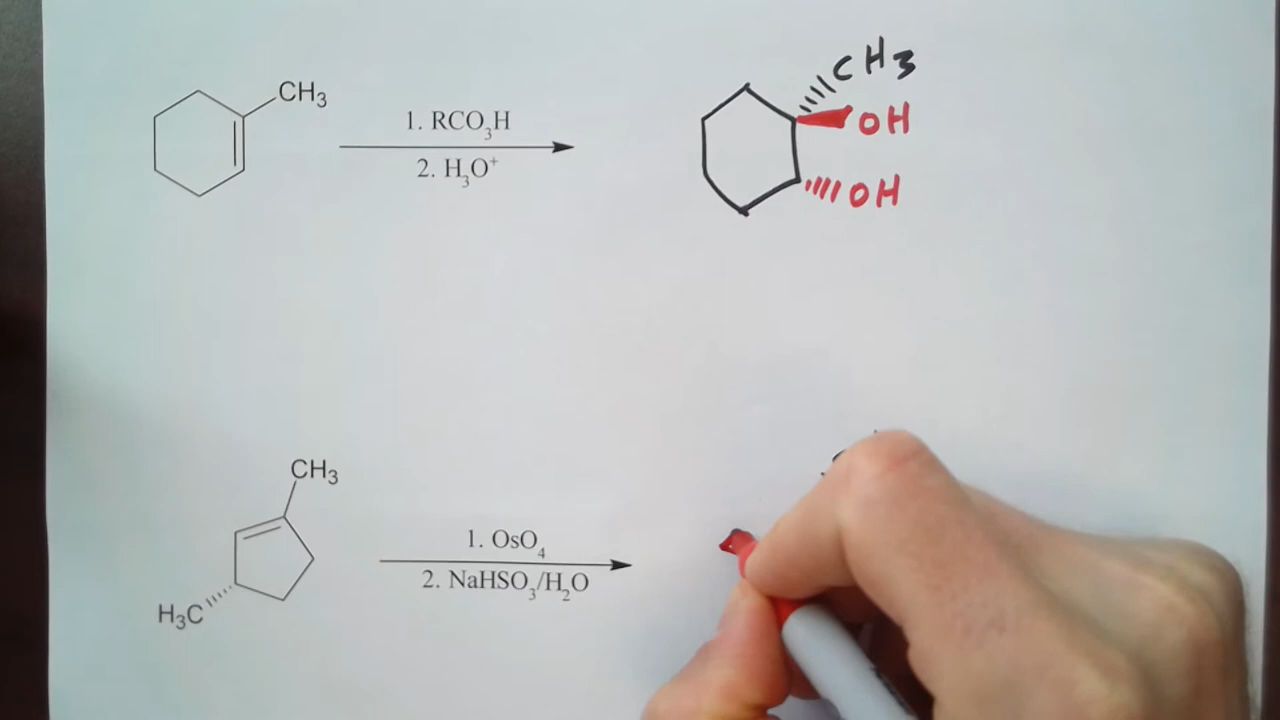 CH₃
1. RCO₃H
2. H₃O⁺
CH₃
OH
OH
CH₃
1. OsO₄
2. NaHSO₃/H₂O
H₃C